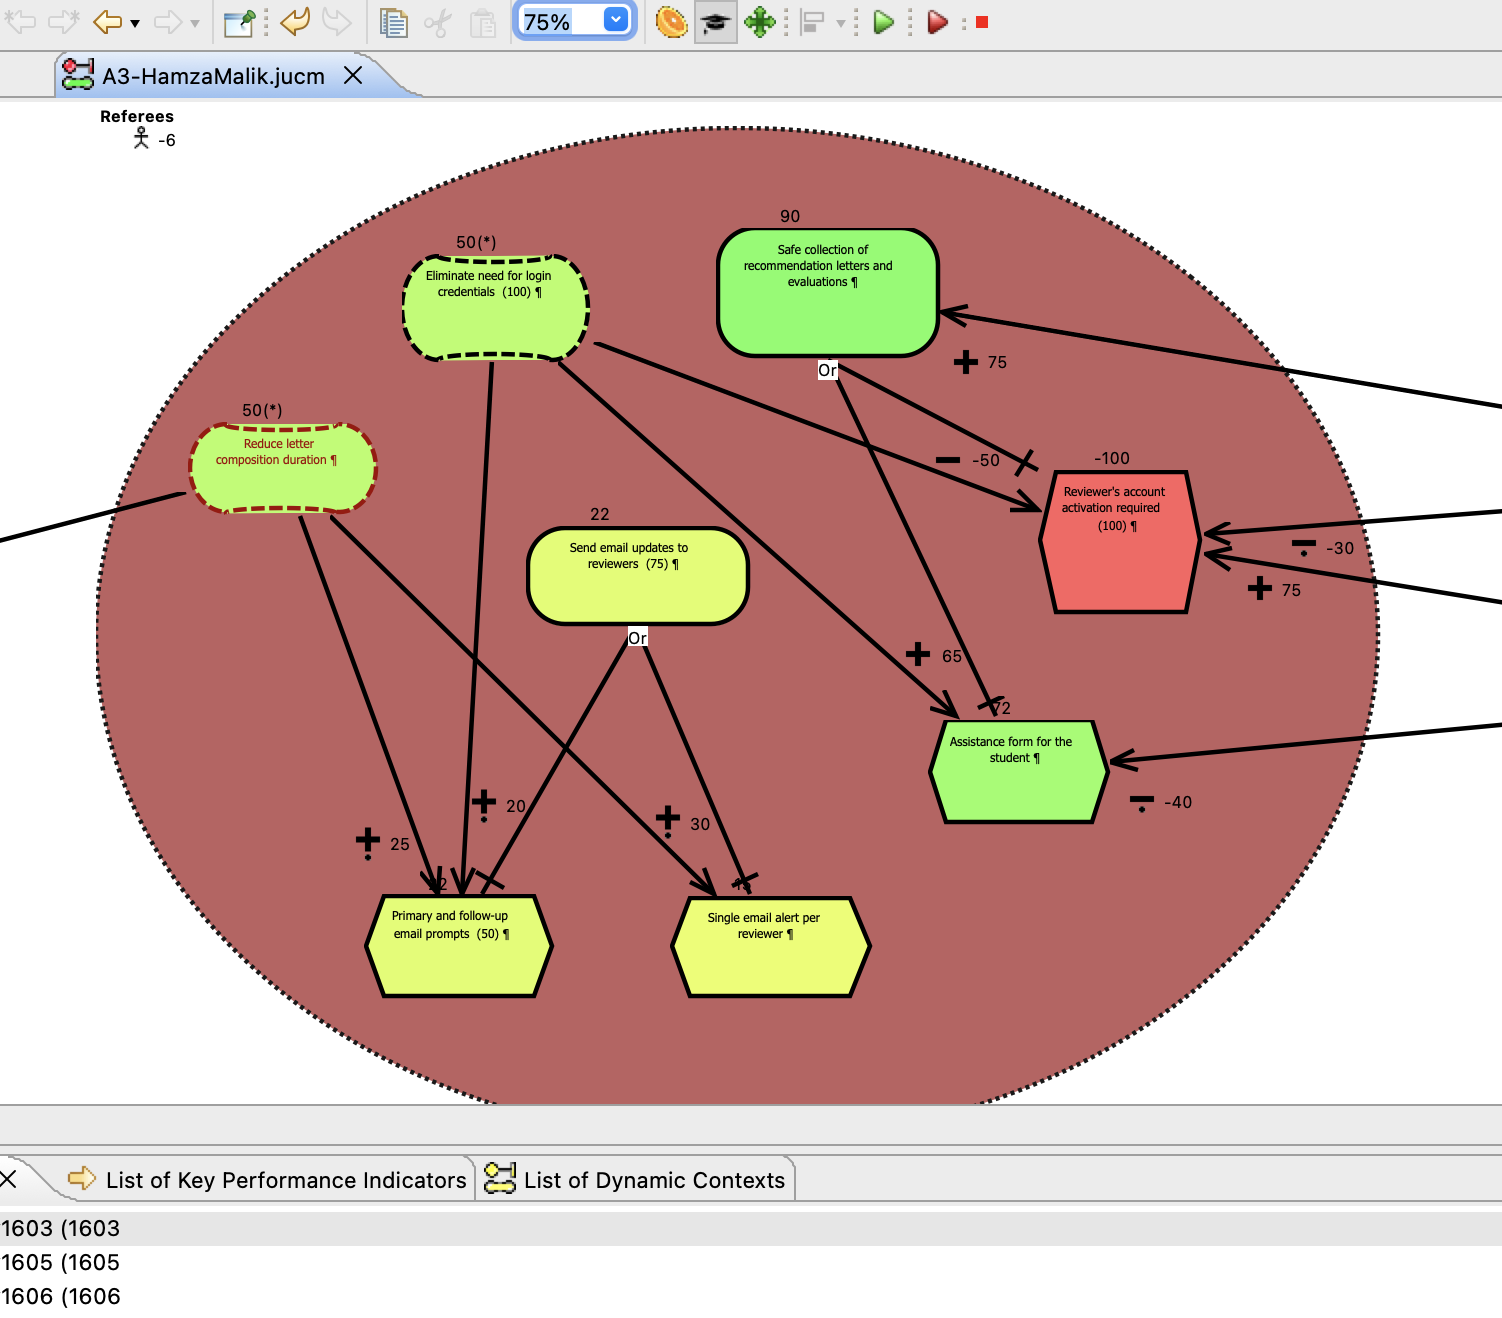 75%
A3-HamzaMalik.jucm
Referees
-6
90
Safe collection of
recommendation letters and
evaluations ¶
50(*)
Eliminate need for login
credentials (100) ¶
75
Or
50(*)
Reduce letter
composition duration ¶
-50
-100
Reviewer's account
activation required
(100) ¶
22
Send email updates to
reviewers (75) ¶
-30
75
Or
65
72
Assistance form for the
student ¶
-40
20
30
25
Primary and follow-up
email prompts (50) ¶
Single email alert per
reviewer ¶
List of Key Performance Indicators
List of Dynamic Contexts
1603 (1603
1605 (1605
1606 (1606